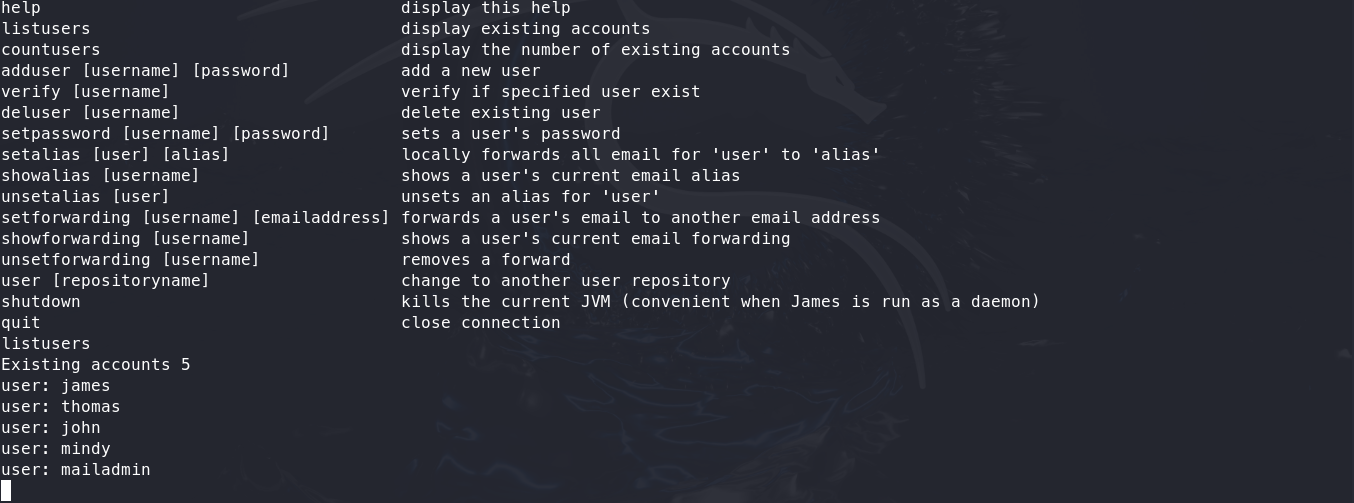 help                                    display this help
listusers                               display existing accounts
countusers                              display the number of existing accounts
adduser [username] [password]           add a new user
verify [username]                       verify if specified user exist
deluser [username]                      delete existing user
setpassword [username] [password]       sets a user's password
setalias [user] [alias]                 locally forwards all email for 'user' to 'alias'
showalias [username]                    shows a user's current email alias
unsetalias [user]                       unsets an alias for 'user'
setforwarding [username] [emailaddress] forwards a user's email to another email address
showforwarding [username]               shows a user's current email forwarding
unsetforwarding [username]              removes a forward
user [repositoryname]                   change to another user repository
shutdown                                kills the current JVM (convenient when James is run as a daemon)
quit                                    close connection
listusers
Existing accounts 5
user: james
user: thomas
user: john
user: mindy
user: mailadmin